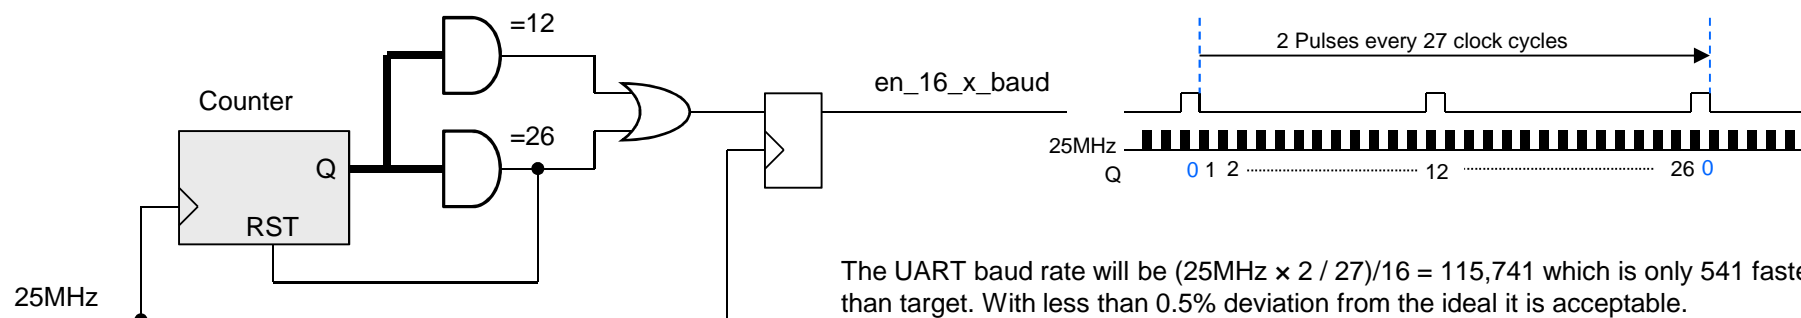 =12
Counter
=26
Q
RST
25MHz
en_16_x_baud
2 Pulses every 27 clock cycles
25MHz
Q 0 1 2 12 26 0
The UART baud rate will be (25MHz × 2 / 27)/16 = 115,741 which is only 541 faste
than target. With less than 0.5% deviation from the ideal it is acceptable.